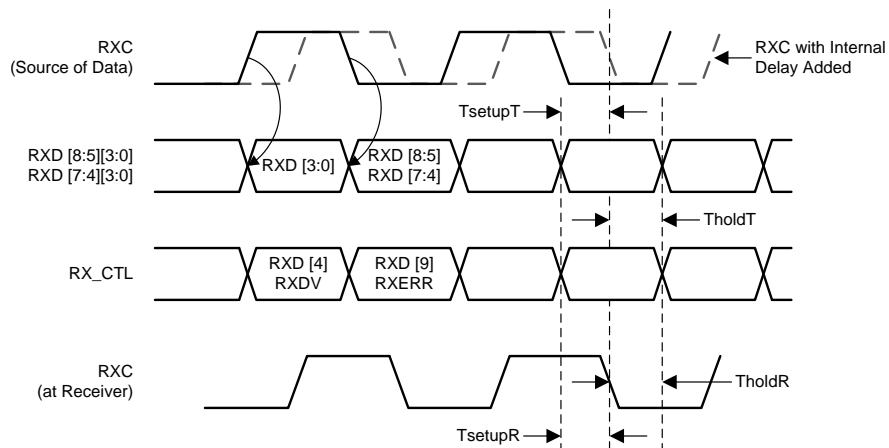 RXC
(Source of Data)
RXC with Internal
Delay Added
TsetupT
RXD [8:5][3:0]
RXD [7:4][3:0]
RXD [3:0]
RXD [8:5]
RXD [7:4]
TholdT
RX_CTL
RXD [4]
RXDV
RXD [9]
RXERR
RXC
(at Receiver)
TholdR
TsetupR